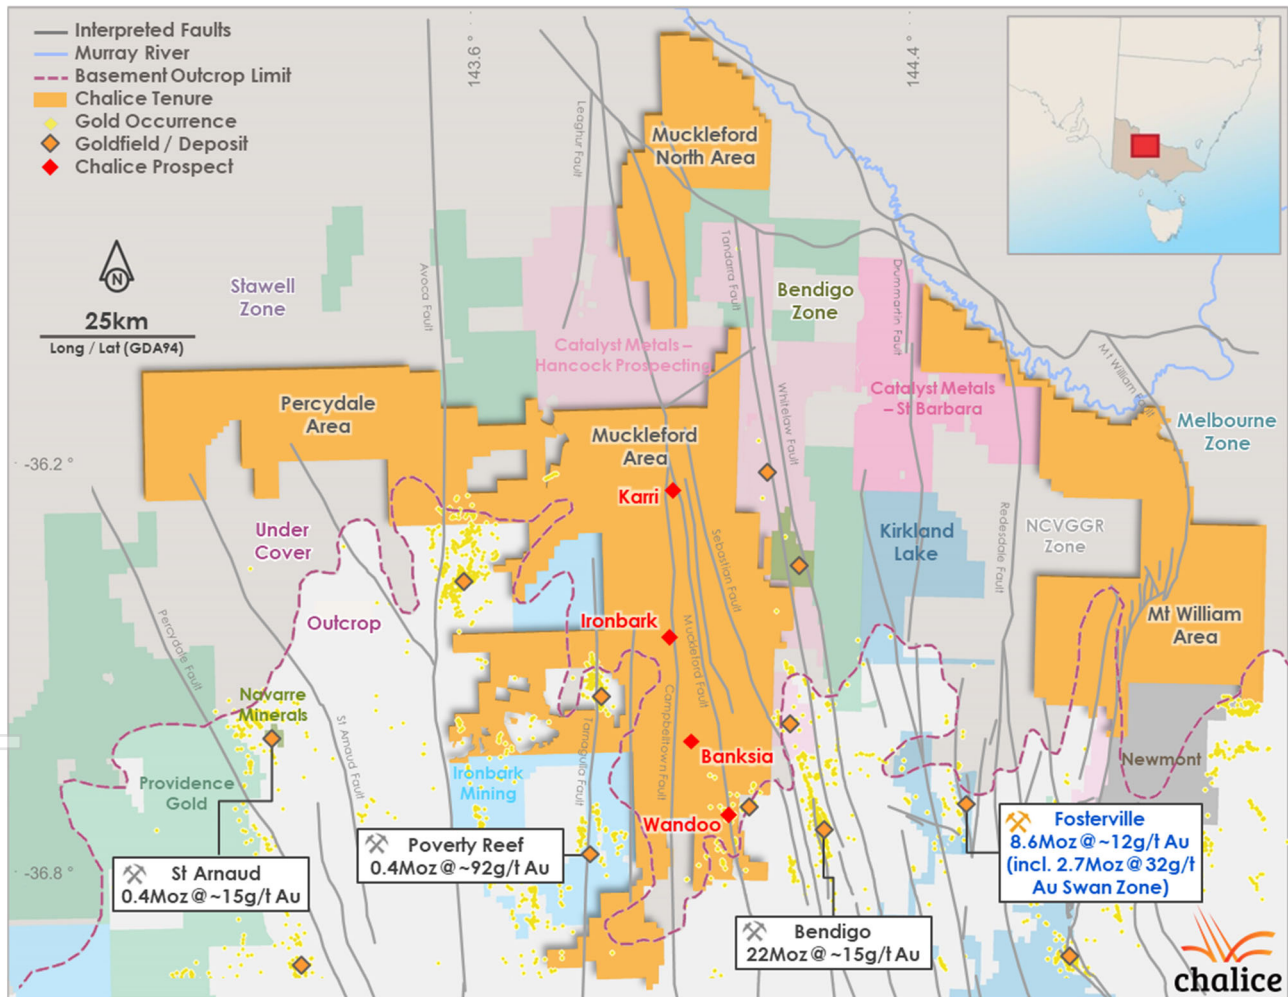 Interpreted Faults
Murray River
Basement Outcrop Limit
Chalice Tenure
Gold Occurrence
Goldfield / Deposit
Chalice Prospect
143.6 °
144.4 °
Leaghur Fault
Muckleford
North Area
N
25km
Long / Lat (GDA94)
Stawell
Zone
Avoca Fault
Tandarra Fault
Bendigo
Zone
Drummartin Fault
Catalyst Metals –
Hancock Prospecting
Mt William Fault
Percydale
Area
Whitelaw Fault
Catalyst Metals
– St Barbara
Melbourne
Zone
Muckleford
Area
-36.2 °
Karri
Under
Cover
Sebastian Fault
Kirkland
Lake
Redesdale Fault
NCVGGR
Zone
Outcrop
Ironbark
Mt William
Area
Percydale Fault
Muckleford Fault
Navarre
Minerals
St Arnaud Fault
Tarnagulla Fault
Campbelltown Fault
Banksia
Providence
Gold
Ironbark
Mining
Newmont
Wandoo
Fosterville
8.6Moz @ ~12g/t Au
(incl. 2.7Moz @ 32g/t
Au Swan Zone)
Poverty Reef
0.4Moz @ ~92g/t Au
-36.8 °
St Arnaud
0.4Moz @ ~15g/t Au
Bendigo
22Moz @ ~15g/t Au
chalice